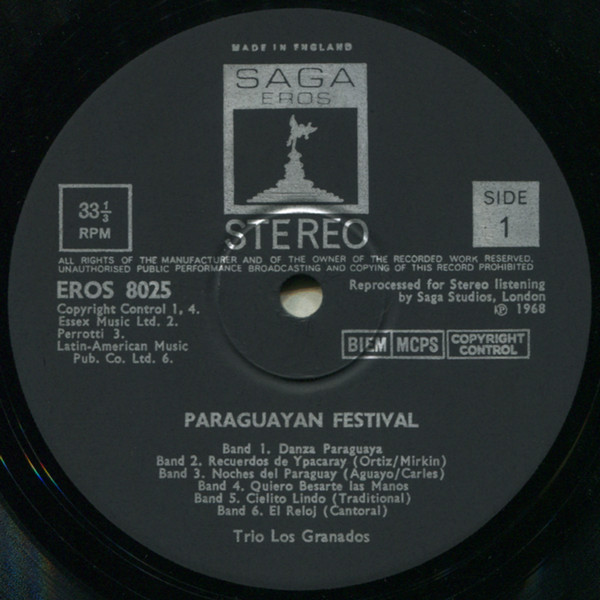 MADE IN ENGLAND
SAGA
EROS
33⅓
RPM
SIDE
1
STEREO
ALL RIGHTS OF THE MANUFACTURER AND OF THE OWNER OF THE RECORDED WORK RESERVED.
UNAUTHORISED PUBLIC PERFORMANCE BROADCASTING AND COPYING OF THIS RECORD PROHIBITED
EROS 8025
Copyright Control 1, 4.
Essex Music Ltd. 2.
Perrotti 3.
Latin-American Music
Pub. Co. Ltd. 6.
Reprocessed for Stereo listening
by Saga Studios, London
℗ 1968
BIEM MCPS COPYRIGHT CONTROL
PARAGUAYAN FESTIVAL
Band 1. Danza Paraguaya
Band 2. Recuerdos de Ypacaray (Ortiz/Mirkin)
Band 3. Noches del Paraguay (Aguayo/Carles)
Band 4. Quiero Besarte las Manos
Band 5. Cielito Lindo (Traditional)
Band 6. El Reloj (Cantoral)
Trio Los Granados